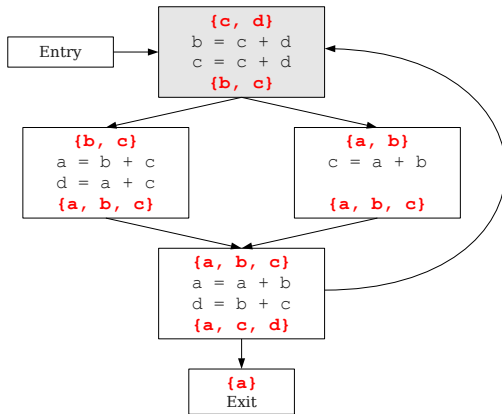 {c, d}
Entry
b = c + d
c = c + d
{b, c}
{b, c}
a = b + c
d = a + c
{a, b, c}
{a, b}
c = a + b
{a, b, c}
{a, b, c}
a = a + b
d = b + c
{a, c, d}
{a}
Exit